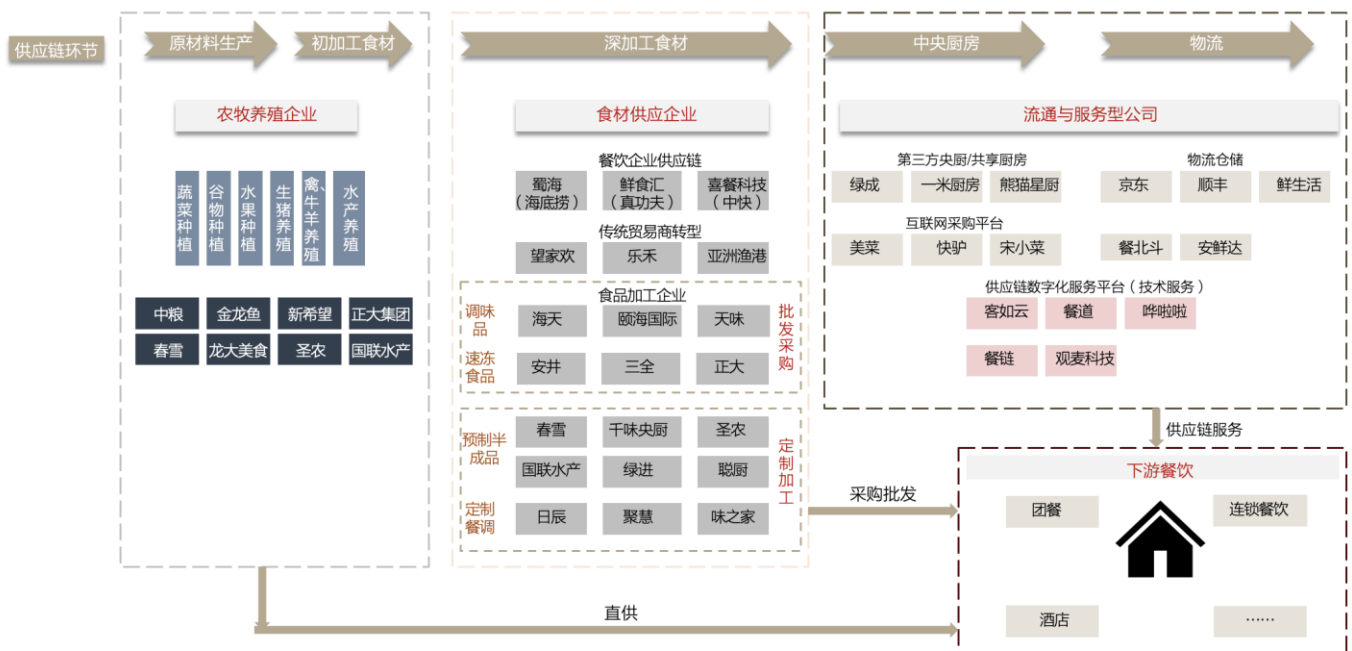 供应链环节
原材料生产
初加工食材
深加工食材
中央厨房
物流
农牧养殖企业
蔬菜种植
谷物种植
水果种植
生猪养殖
禽、牛羊养殖
水产养殖
中粮
金龙鱼
新希望
正大集团
春雪
龙大美食
圣农
国联水产
食材供应企业
餐饮企业供应链
蜀海
（海底捞）
鲜食汇
（真功夫）
喜餐科技
（中快）
传统贸易商转型
望家欢
乐禾
亚洲渔港
食品加工企业
调味
品
海天
颐海国际
天味
速冻
食品
安井
三全
正大
批发采购
预制半
成品
春雪
千味央厨
圣农
国联水产
绿进
聪厨
定制
餐调
日辰
聚慧
味之家
定制加工
流通与服务型公司
第三方央厨/共享厨房
绿成
一米厨房
熊猫星厨
物流仓储
京东
顺丰
鲜生活
互联网采购平台
美菜
快驴
宋小菜
餐北斗
安鲜达
供应链数字化服务平台（技术服务）
客如云
餐道
哗啦啦
餐链
观麦科技
供应链服务
采购批发
直供
下游餐饮
团餐
连锁餐饮
酒店
……